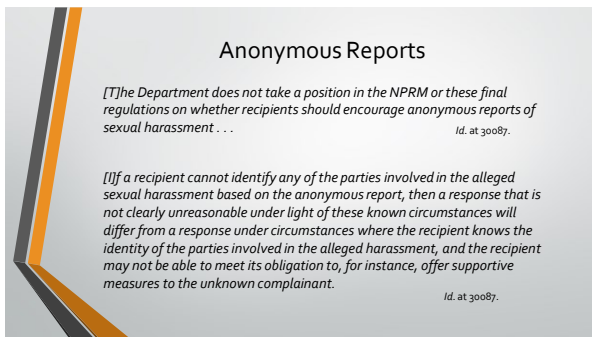 Anonymous Reports
[T]he Department does not take a position in the NPRM or these final
regulations on whether recipients should encourage anonymous reports of
sexual harassment . . .
Id. at 30087.
[I]f a recipient cannot identify any of the parties involved in the alleged
sexual harassment based on the anonymous report, then a response that is
not clearly unreasonable under light of these known circumstances will
differ from a response under circumstances where the recipient knows the
identity of the parties involved in the alleged harassment, and the recipient
may not be able to meet its obligation to, for instance, offer supportive
measures to the unknown complainant.
Id. at 30087.